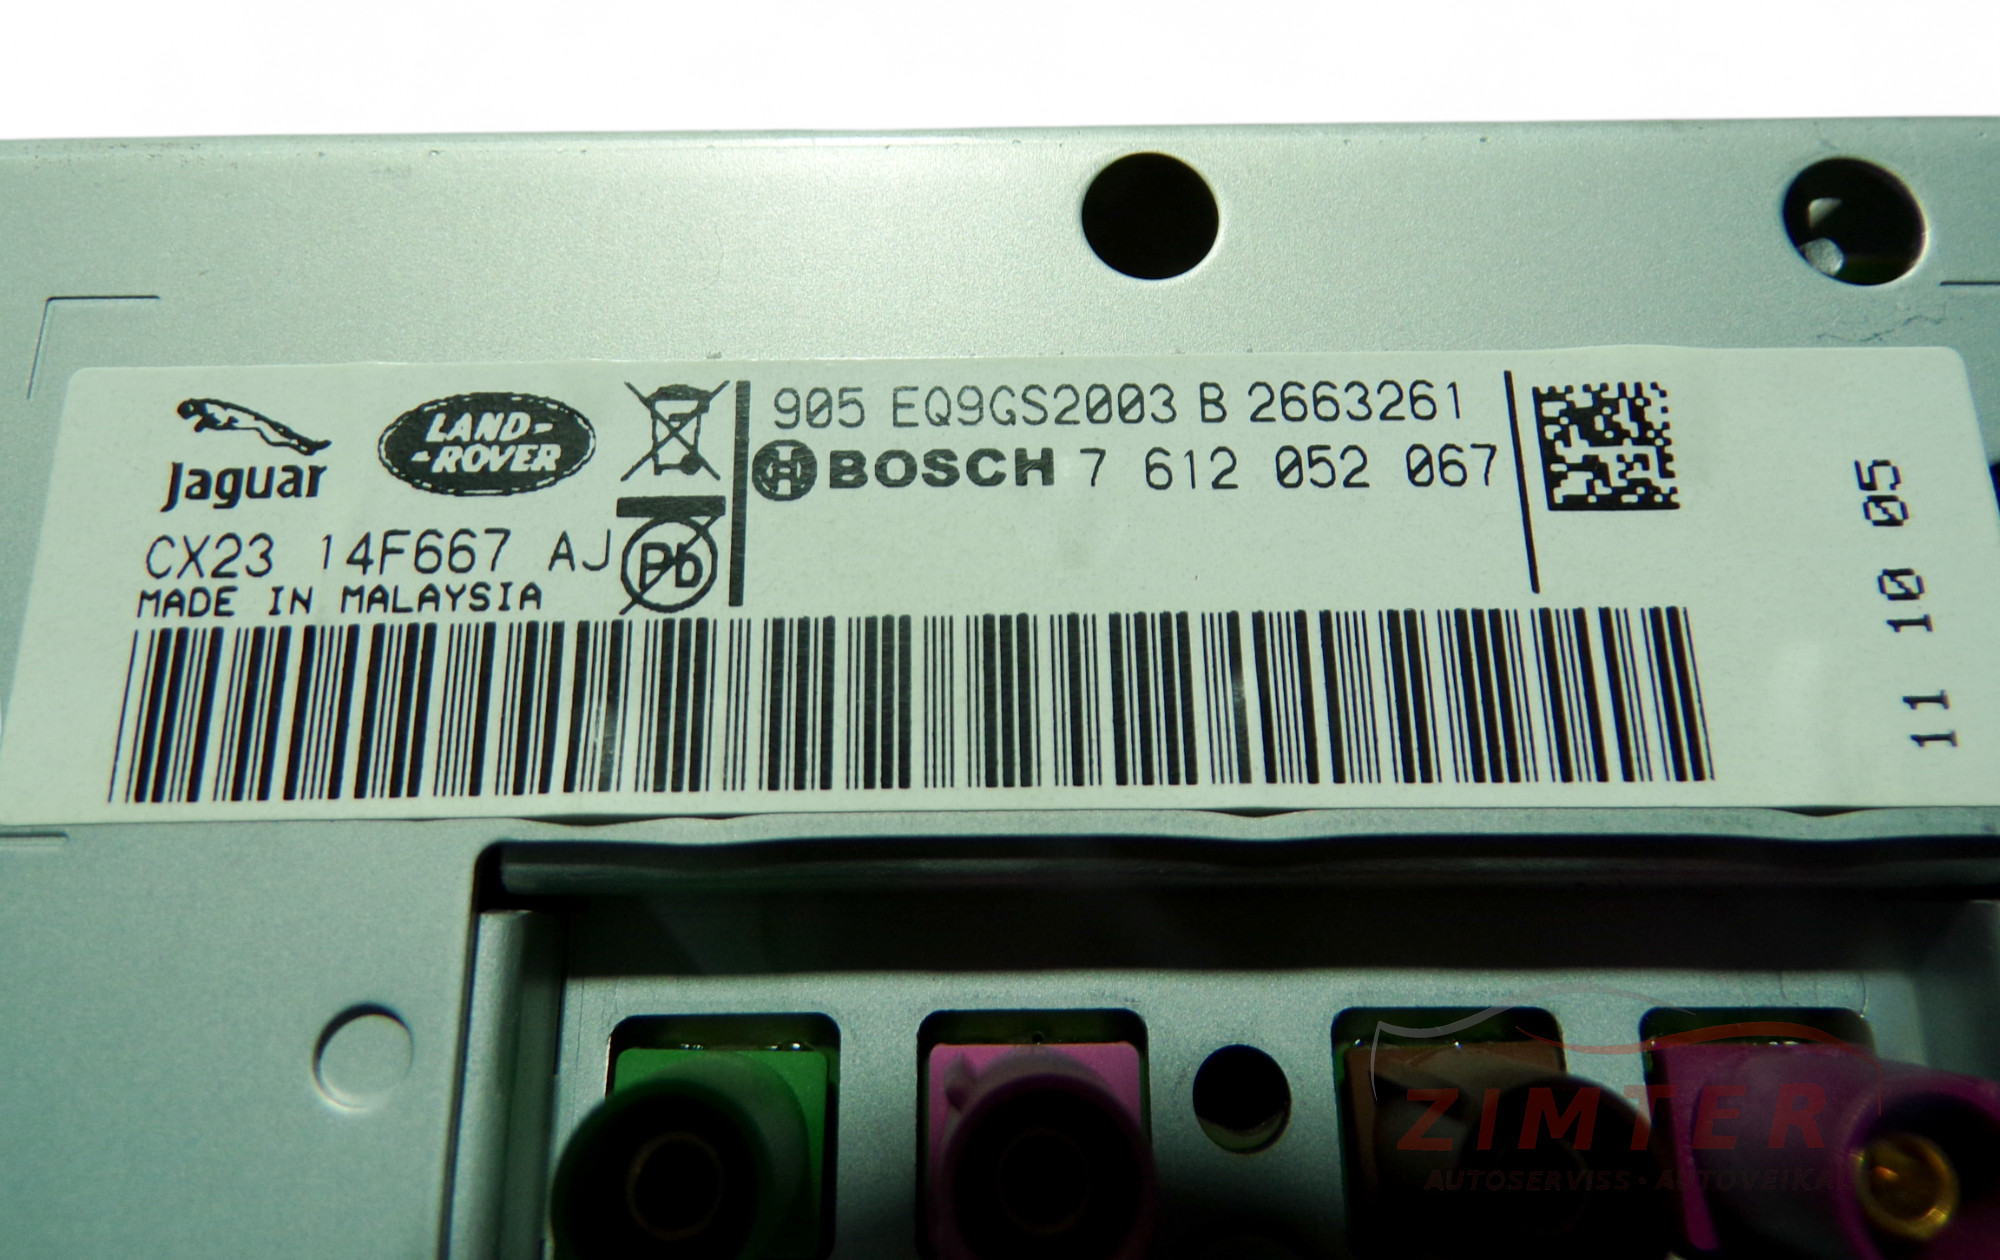 Jaguar
LAND-
-ROVER
CX23 14F667 AJ
MADE IN MALAYSIA
Pb
905 EQ9GS2003 B 2663261
BOSCH 7 612 052 067
11 10 05
ZIMTER
AUTOSERVISS · AUTOVEIKALS